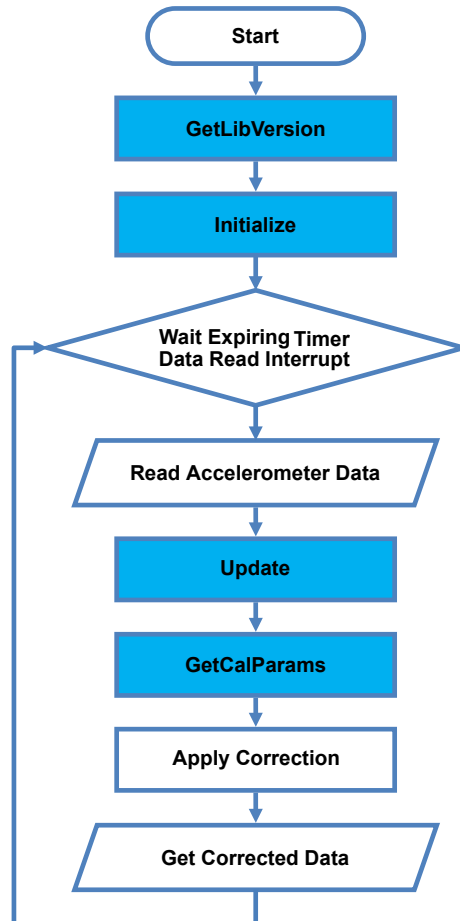 Start
GetLibVersion
Initialize
Wait Expiring Timer
Data Read Interrupt
Read Accelerometer Data
Update
GetCalParams
Apply Correction
Get Corrected Data